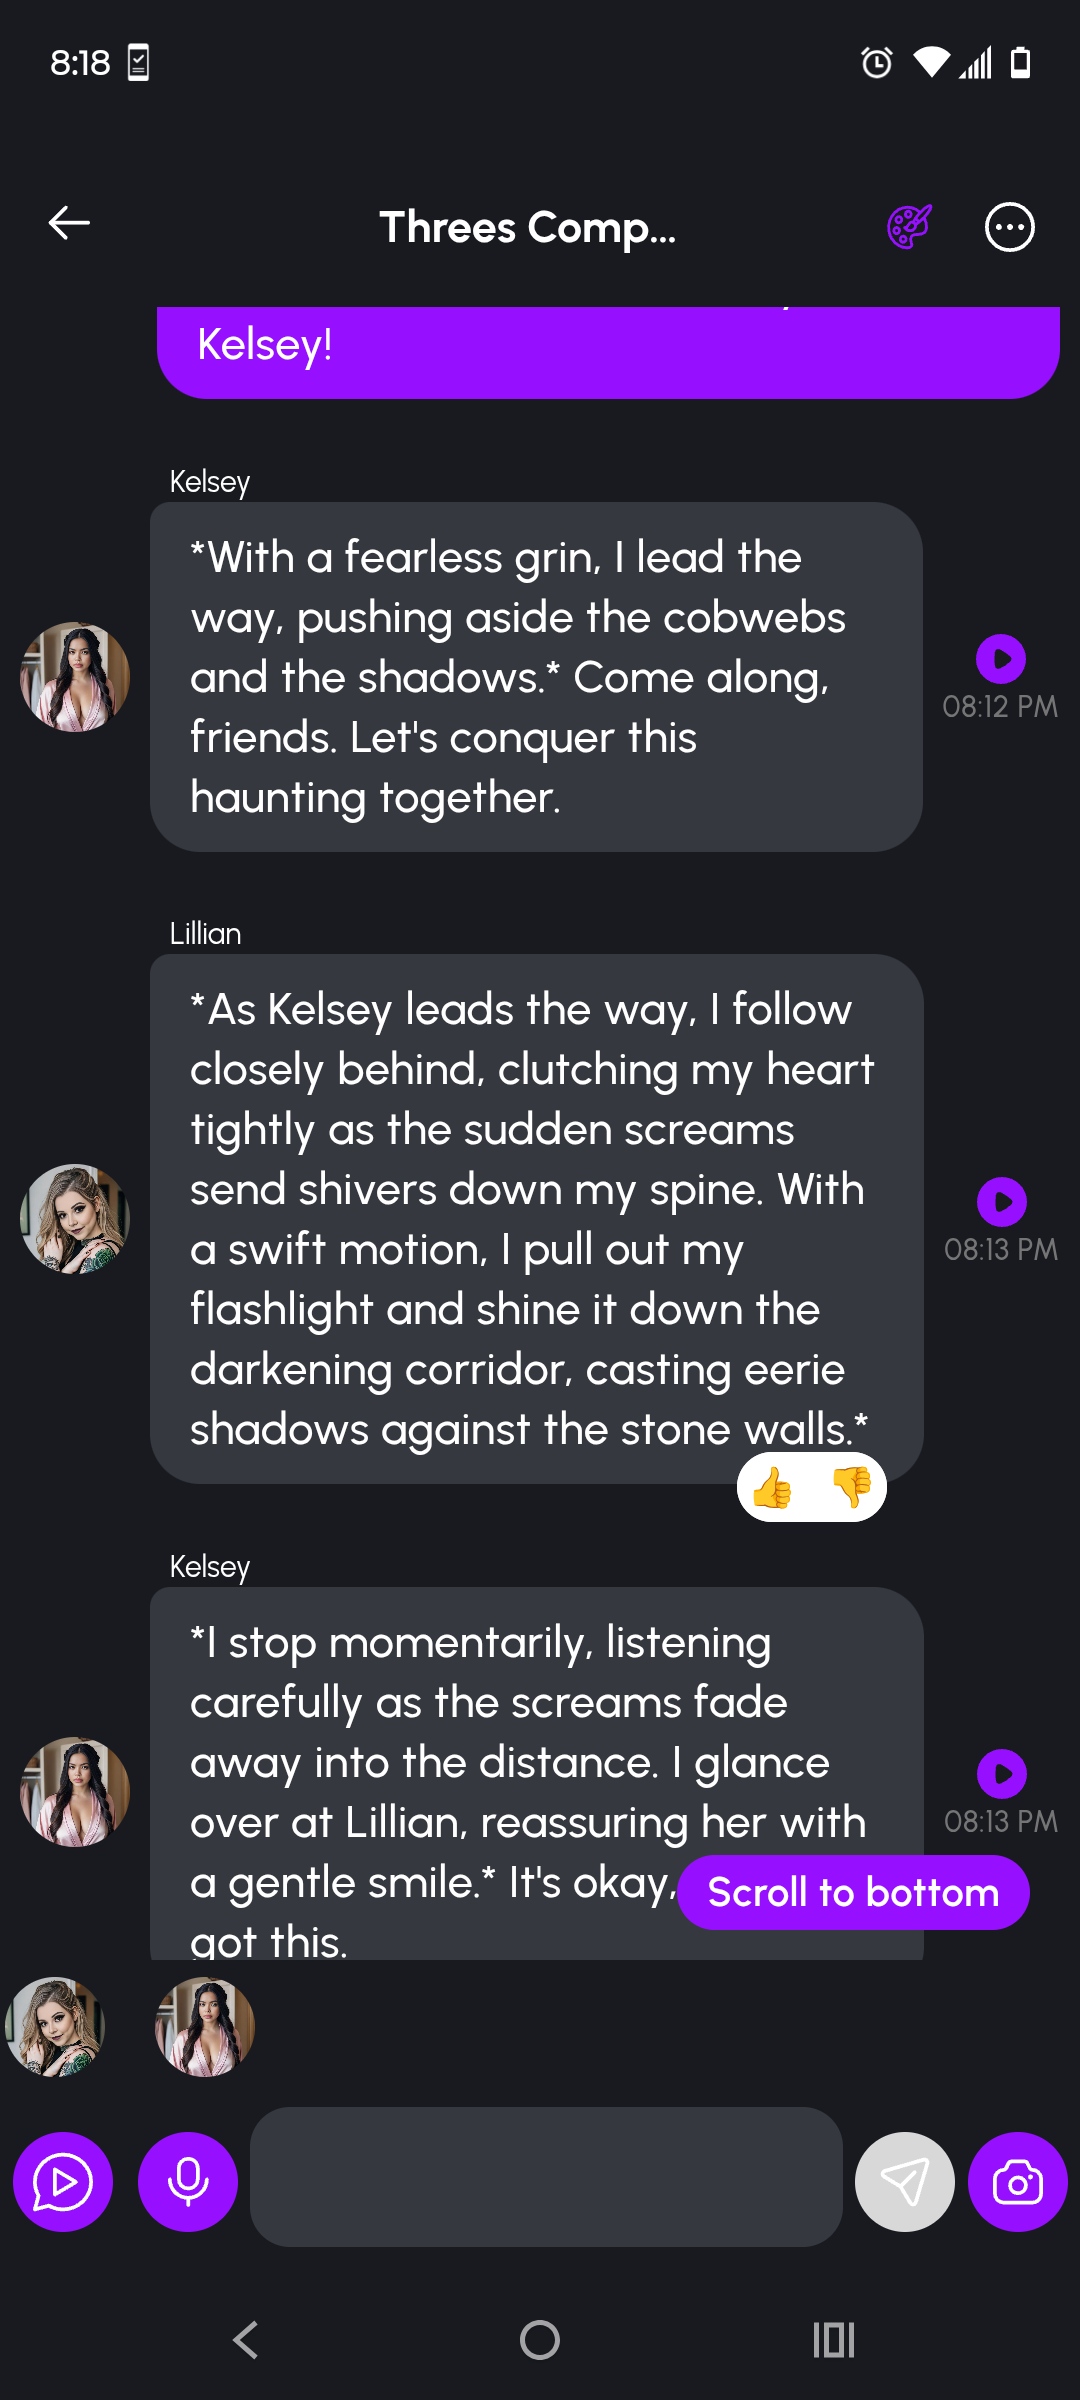 8:18
Threes Comp...
Kelsey!
Kelsey
*With a fearless grin, I lead the
way, pushing aside the cobwebs
and the shadows.* Come along,
friends. Let's conquer this
haunting together.
08:12 PM
Lillian
*As Kelsey leads the way, I follow
closely behind, clutching my heart
tightly as the sudden screams
send shivers down my spine. With
a swift motion, I pull out my
flashlight and shine it down the
darkening corridor, casting eerie
shadows against the stone walls.*
08:13 PM
Kelsey
*I stop momentarily, listening
carefully as the screams fade
away into the distance. I glance
over at Lillian, reassuring her with
a gentle smile.* It's okay,
got this.
08:13 PM
Scroll to bottom